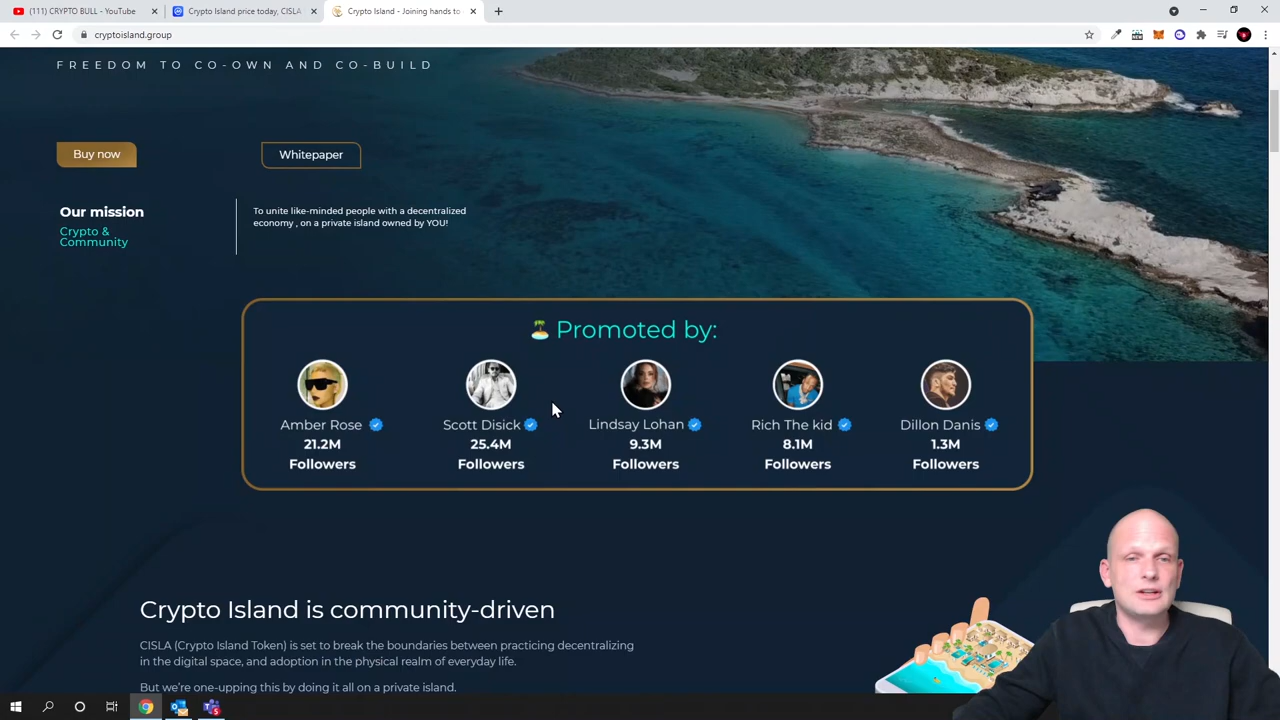 (111) CRYPTO BULL - YouTube
Crypto Island price today, CISLA
Crypto Island - Joining hands to
cryptoisland.group
FREEDOM TO CO-OWN AND CO-BUILD
Buy now
Whitepaper
Our mission
Crypto &
Community
To unite like-minded people with a decentralized
economy , on a private island owned by YOU!
Promoted by:
Amber Rose
21.2M
Followers
Scott Disick
25.4M
Followers
Lindsay Lohan
9.3M
Followers
Rich The kid
8.1M
Followers
Dillon Danis
1.3M
Followers
Crypto Island is community-driven
CISLA (Crypto Island Token) is set to break the boundaries between practicing decentralizing
in the digital space, and adoption in the physical realm of everyday life.
But we're one-upping this by doing it all on a private island.